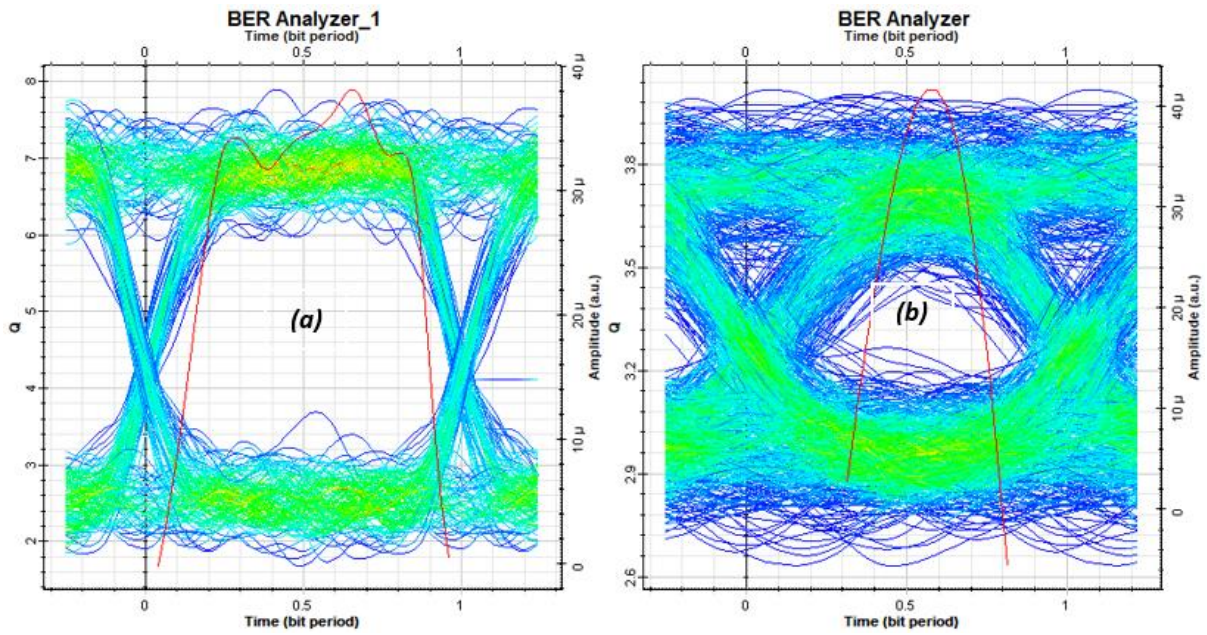 BER Analyzer_1
Time (bit period)
0 0.5 1
8
7
6
5
4
3
2
Q
(a)
40 µ
30 µ
20 µ
10 µ
0
Amplitude (a.u.)
0 0.5 1
Time (bit period)
BER Analyzer
Time (bit period)
0 0.5 1
3.8
3.5
3.2
2.9
2.6
Q
(b)
40 µ
30 µ
20 µ
10 µ
0
Amplitude (a.u.)
0 0.5 1
Time (bit period)